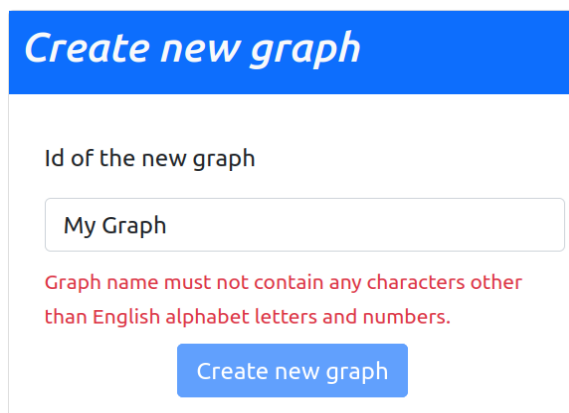 Create new graph
Id of the new graph
My Graph
Graph name must not contain any characters other
than English alphabet letters and numbers.
Create new graph